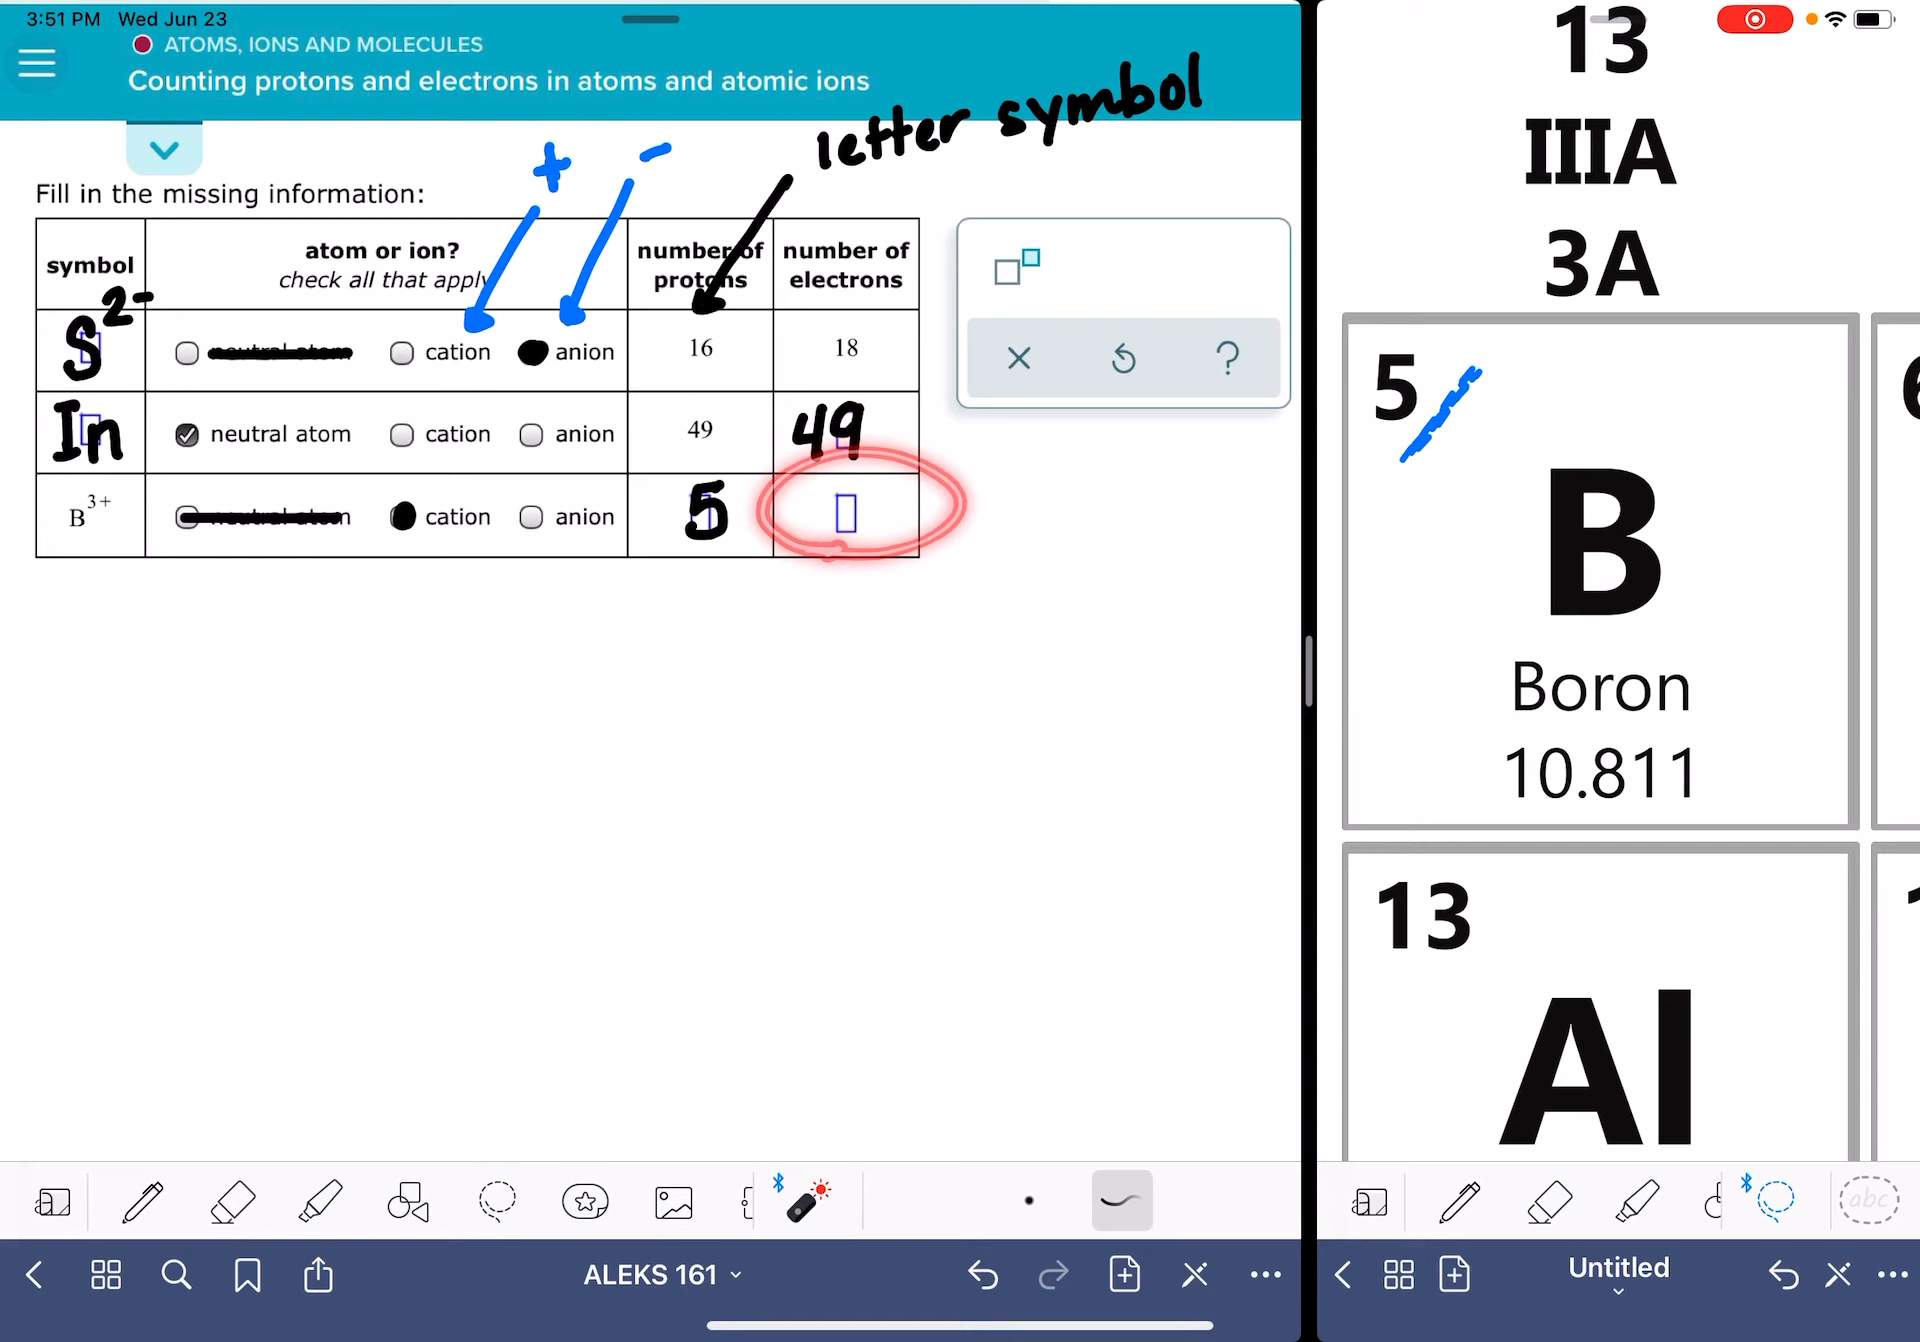 3:51 PM Wed Jun 23
ATOMS, IONS AND MOLECULES
Counting protons and electrons in atoms and atomic ions
letter symbol
+ -
Fill in the missing information:
symbol
atom or ion?
check all that apply
number of protons
number of electrons
S2-
cation anion 16 18
In neutral atom cation anion 49 49
B3+ cation anion 5
13
IIIA
3A
5
B
Boron
10.811
13
Al
abc
ALEKS 161
Untitled